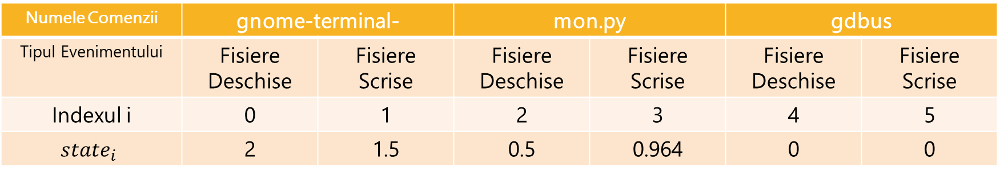 Numele Comenzii gnome-terminal- mon.py gdbus
Tipul Evenimentului Fisiere Deschise Fisiere Scrise Fisiere Deschise Fisiere Scrise Fisiere Deschise Fisiere Scrise
Indexul i 0 1 2 3 4 5
state_i 2 1.5 0.5 0.964 0 0